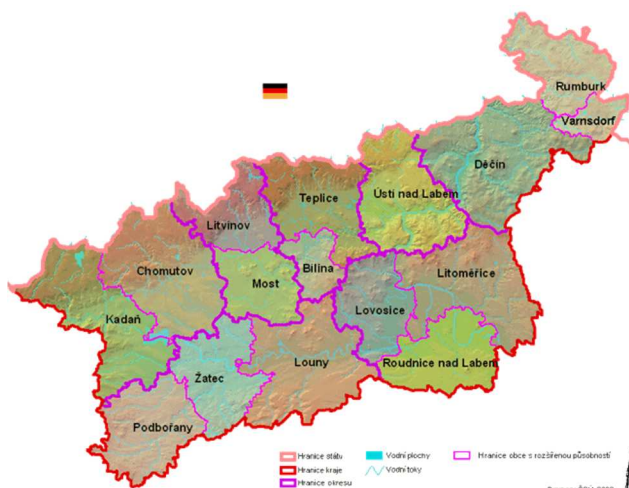 Rumburk
Varnsdorf
Děčín
Ústí nad Labem
Teplice
Litvínov
Litoměřice
Chomutov
Bílina
Most
Lovosice
Kadaň
Louny
Roudnice nad Labem
Žatec
Podbořany
Hranice státu
Vodní plochy
Hranice obce s rozšířenou působností
Hranice kraje
Vodní toky
Hranice okresu